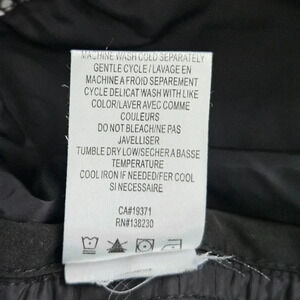 MACHINE WASH COLD SEPARATELY
GENTLE CYCLE / LAVAGE EN
MACHINE A FROID SEPAREMENT
CYCLE DELICAT WASH WITH LIKE
COLOR/LAVER AVEC COMME
COULEURS
DO NOT BLEACH/NE PAS
JAVELLISER
TUMBLE DRY LOW/SECHER A BASSE
TEMPERATURE
COOL IRON IF NEEDED/FER COOL
SI NECESSAIRE
CA#19371
RN#138230